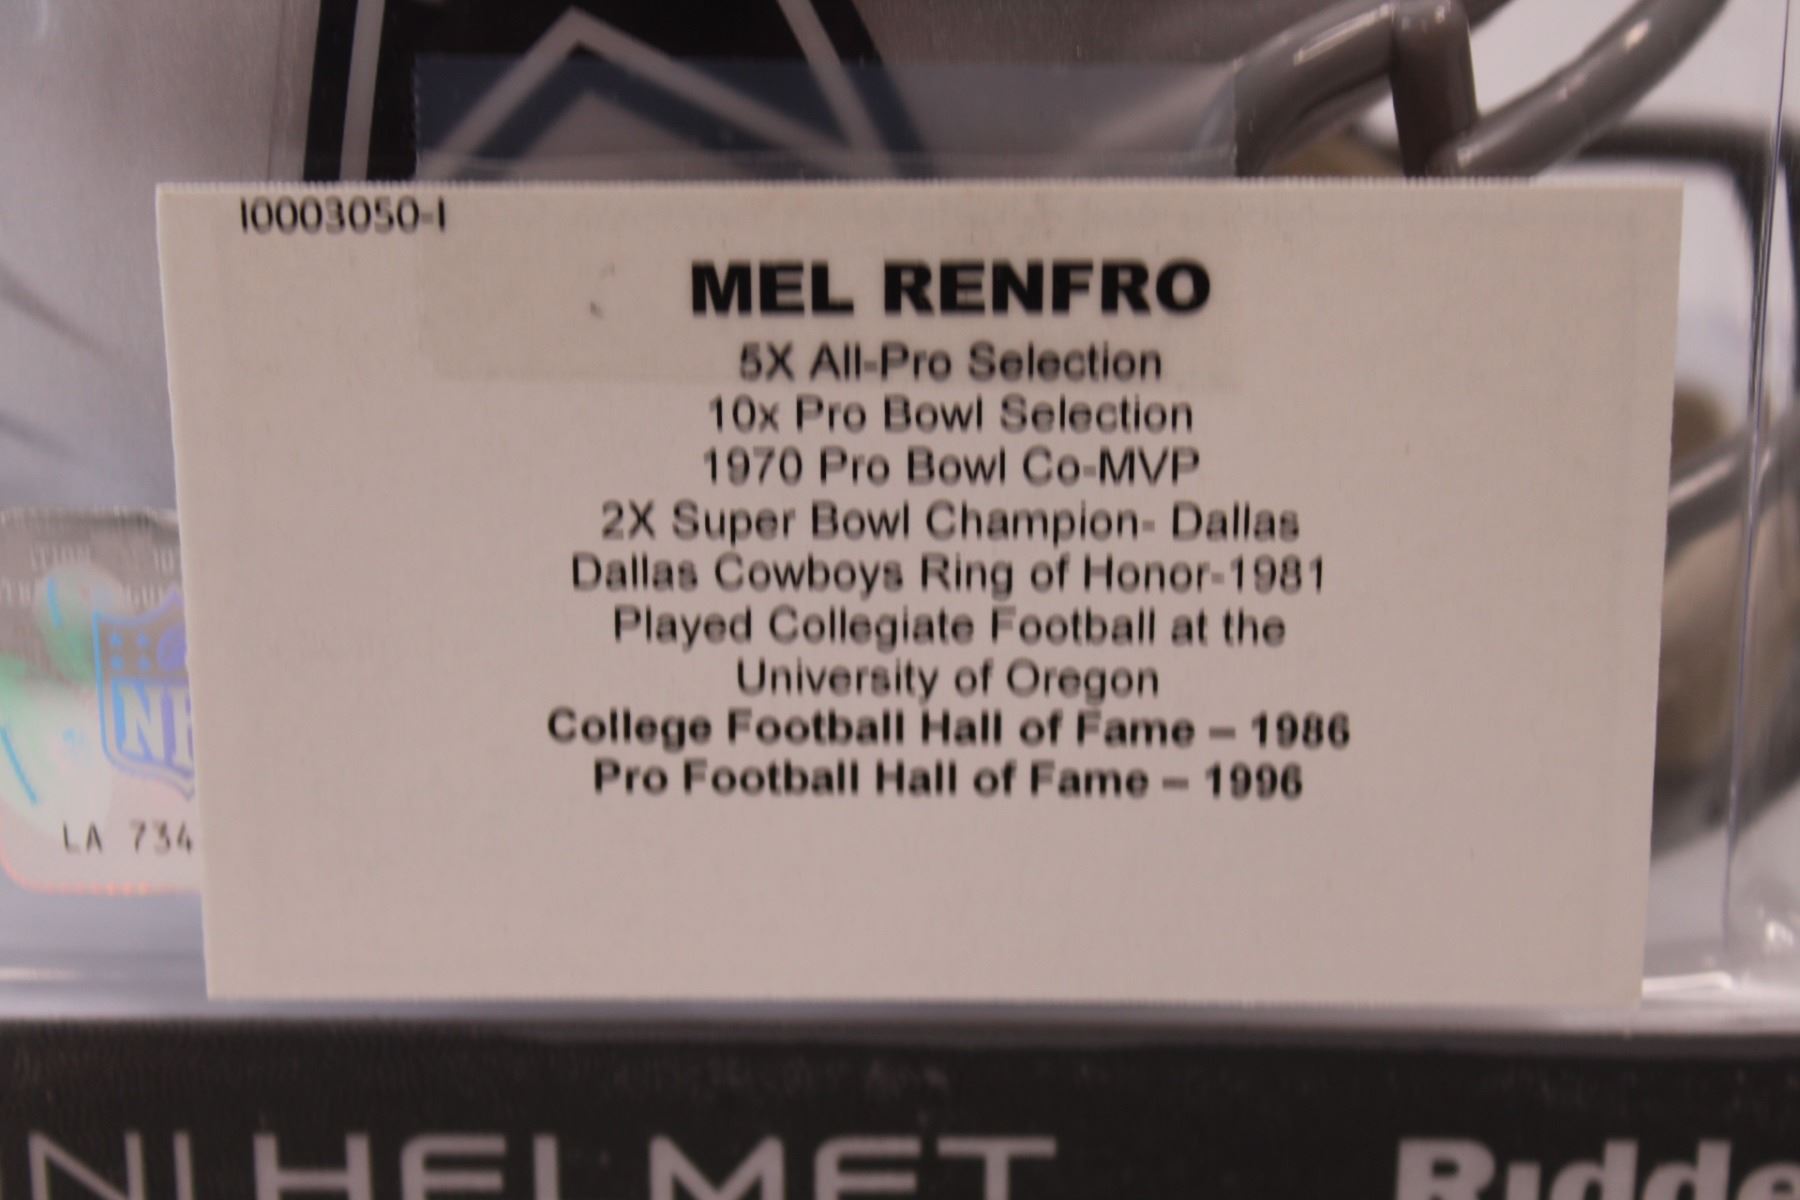 I0003050-I
MEL RENFRO
5X All-Pro Selection
10x Pro Bowl Selection
1970 Pro Bowl Co-MVP
2X Super Bowl Champion- Dallas
Dallas Cowboys Ring of Honor-1981
Played Collegiate Football at the
University of Oregon
College Football Hall of Fame – 1986
Pro Football Hall of Fame – 1996
LA 734
HELMET